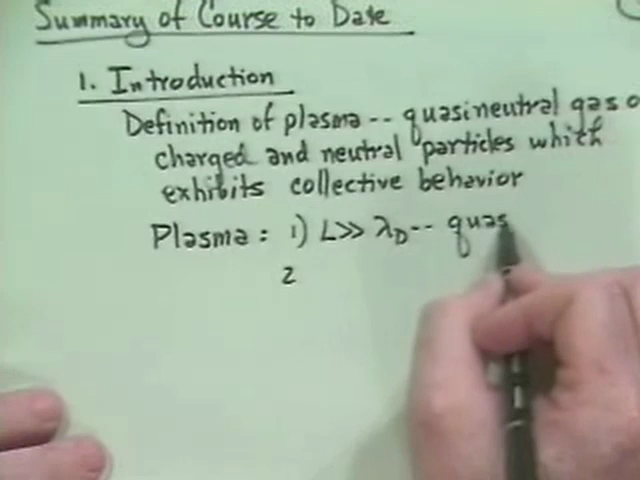 Summary of Course to Date
1. Introduction
Definition of plasma -- quasineutral gas o
charged and neutral particles which
exhibits collective behavior
Plasma: 1) L>> λD-- quas
2